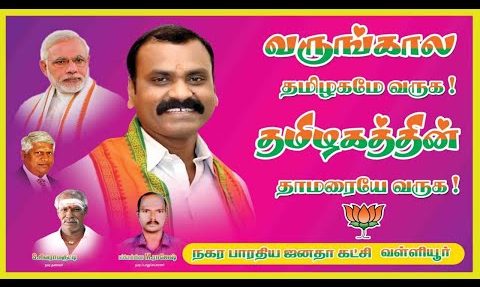 வருங்கால
தமிழகமே வருக !
தமிழகத்தின்
தாமரையே வருக !
நகர பாரதிய ஜனதா கட்சி வள்ளியூர்